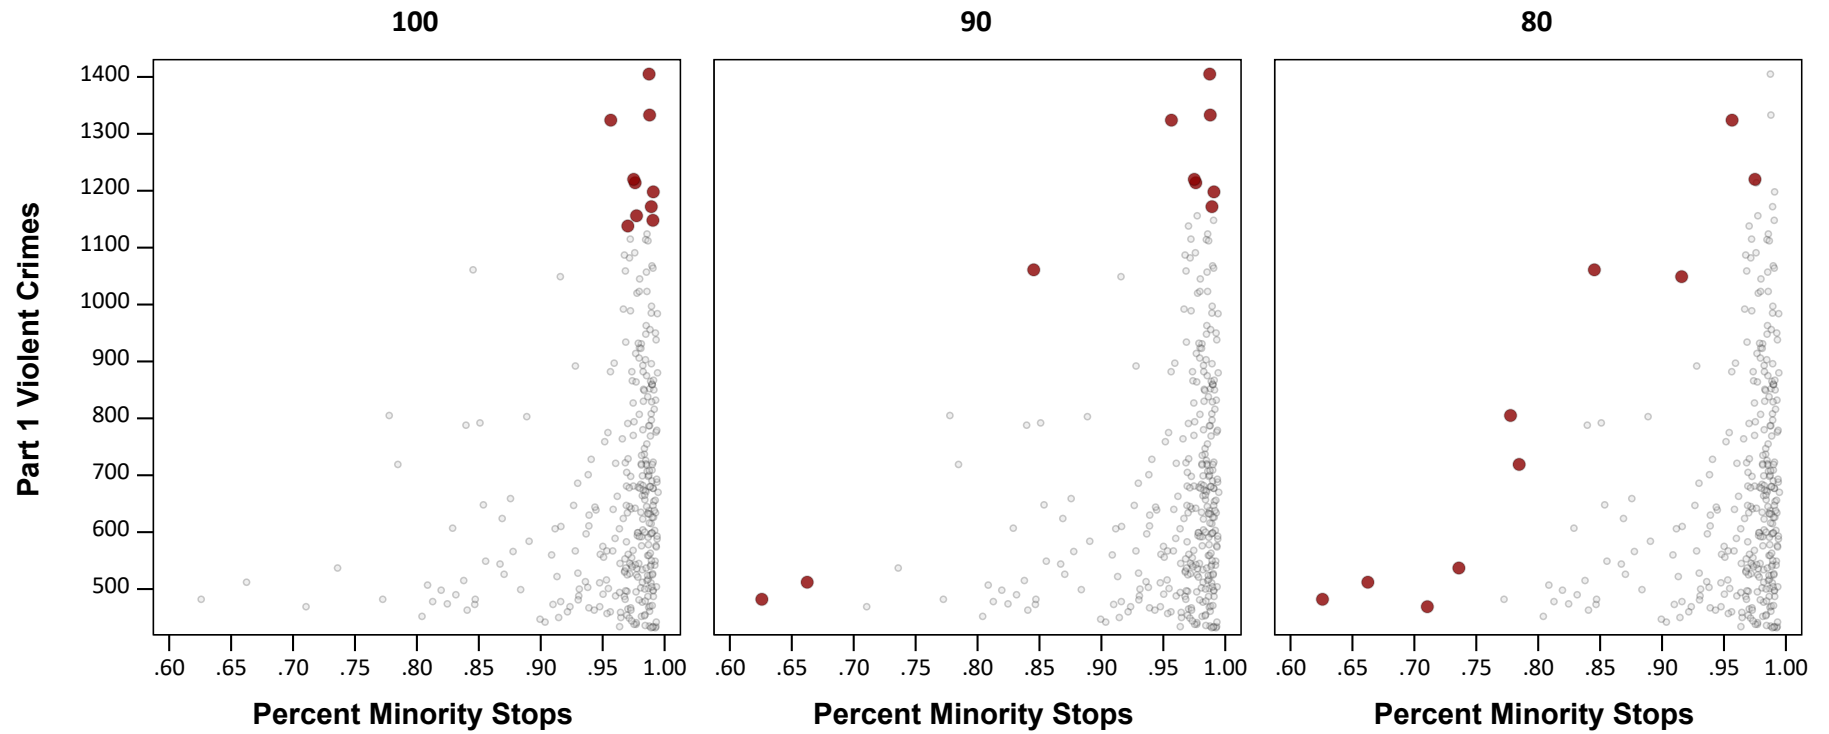 100 90 80
Part 1 Violent Crimes
1400
1300
1200
1100
1000
900
800
700
600
500
.60 .65 .70 .75 .80 .85 .90 .95 1.00
.60 .65 .70 .75 .80 .85 .90 .95 1.00
.60 .65 .70 .75 .80 .85 .90 .95 1.00
Percent Minority Stops
Percent Minority Stops
Percent Minority Stops